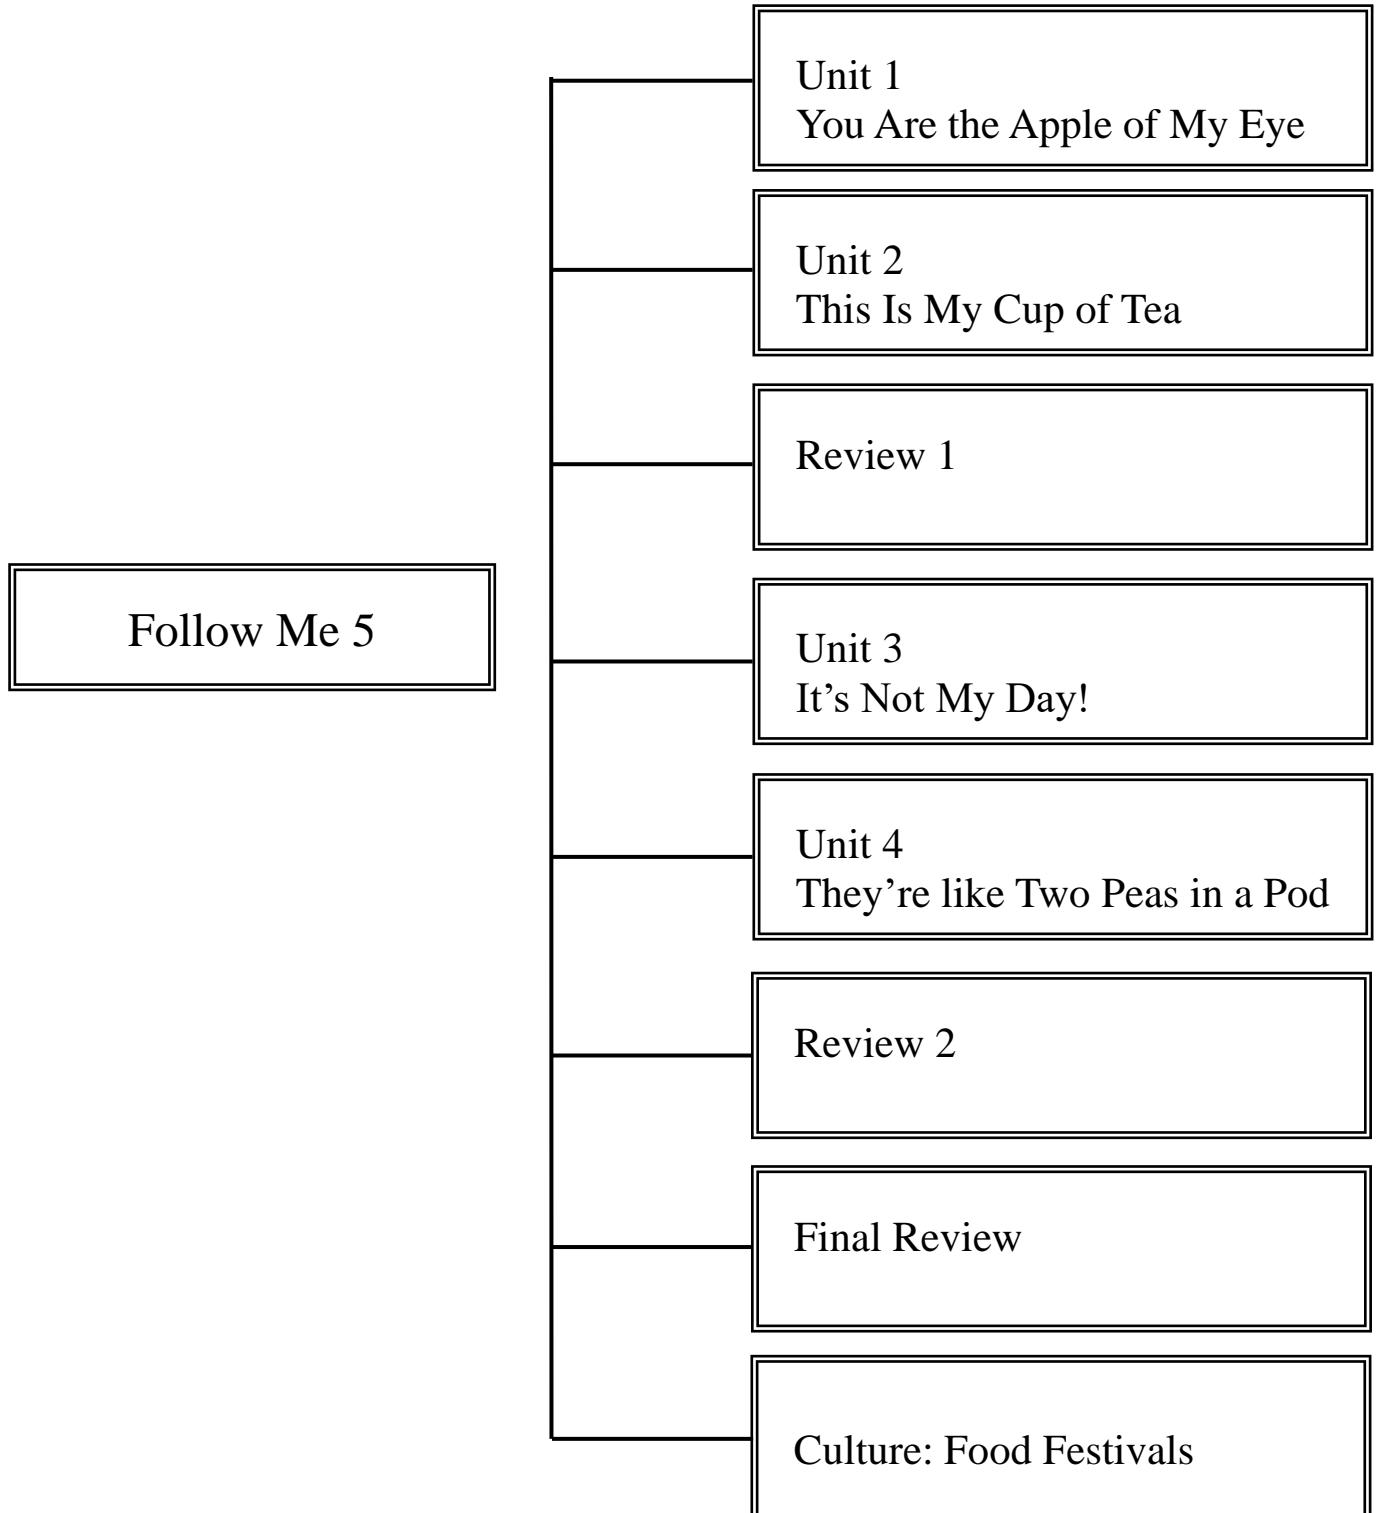 Unit 1
You Are the Apple of My Eye
Unit 2
This Is My Cup of Tea
Review 1
Follow Me 5
Unit 3
It’s Not My Day!
Unit 4
They’re like Two Peas in a Pod
Review 2
Final Review
Culture: Food Festivals